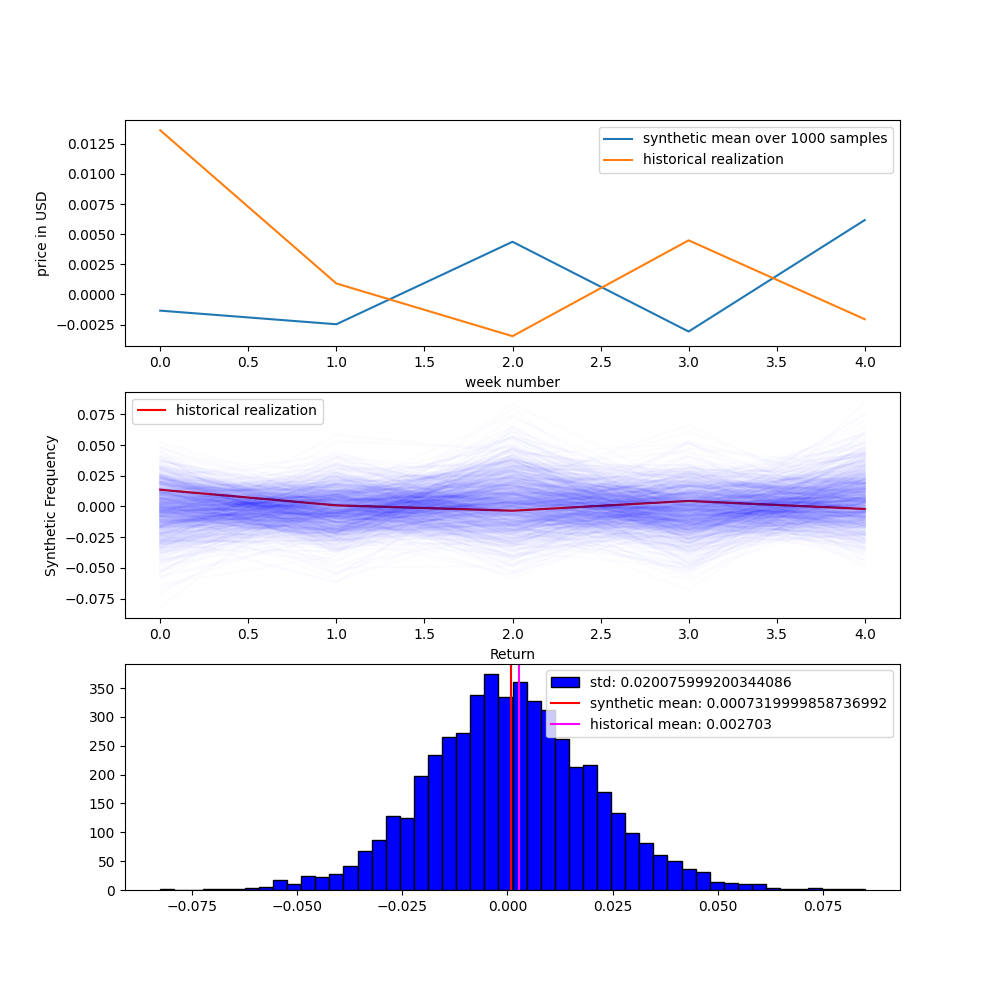 synthetic mean over 1000 samples
historical realization
0.0125
0.0100
0.0075
0.0050
0.0025
0.0000
−0.0025
price in USD
0.0 0.5 1.0 1.5 2.0 2.5 3.0 3.5 4.0
week number
historical realization
0.075
0.050
0.025
0.000
−0.025
−0.050
−0.075
Synthetic Frequency
0.0 0.5 1.0 1.5 2.0 2.5 3.0 3.5 4.0
Return
std: 0.020075999200344086
synthetic mean: 0.0007319999858736992
historical mean: 0.002703
350
300
250
200
150
100
50
0
−0.075 −0.050 −0.025 0.000 0.025 0.050 0.075